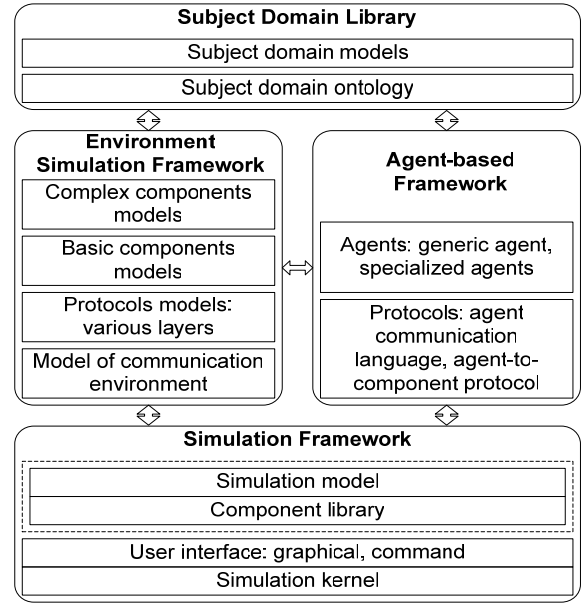 Subject Domain Library
Subject domain models
Subject domain ontology
Environment
Simulation Framework
Complex components
models
Basic components
models
Protocols models:
various layers
Model of communication
environment
Agent-based
Framework
Agents: generic agent,
specialized agents
Protocols: agent
communication
language, agent-to-
component protocol
Simulation Framework
Simulation model
Component library
User interface: graphical, command
Simulation kernel